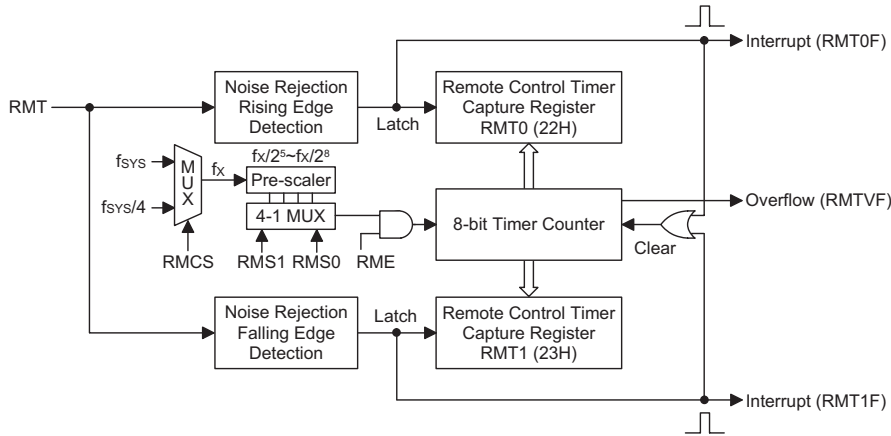 Interrupt (RMT0F)
RMT
Noise Rejection
Rising Edge
Detection
Latch
Remote Control Timer
Capture Register
RMT0 (22H)
fSYS
fSYS/4
MUX
fX
RMCS
fX/2⁵~fX/2⁸
Pre-scaler
4-1 MUX
RMS1
RMS0
RME
8-bit Timer Counter
Overflow (RMTVF)
Clear
Noise Rejection
Falling Edge
Detection
Latch
Remote Control Timer
Capture Register
RMT1 (23H)
Interrupt (RMT1F)